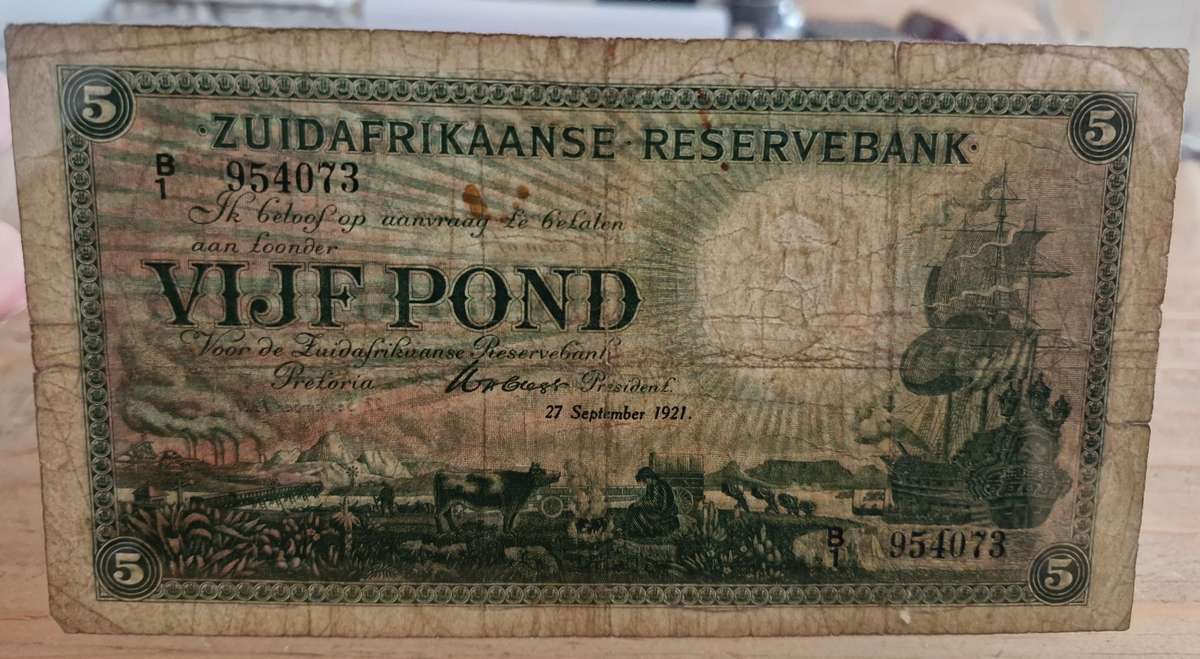 5 5
·ZUIDAFRIKAANSE·RESERVEBANK·
B/1 954073
Ik beloof op aanvraag te betalen
aan toonder
VIJF POND
Voor de Zuidafrikaanse Reservebank
Pretoria President
27 September 1921.
B/1 954073
5 5